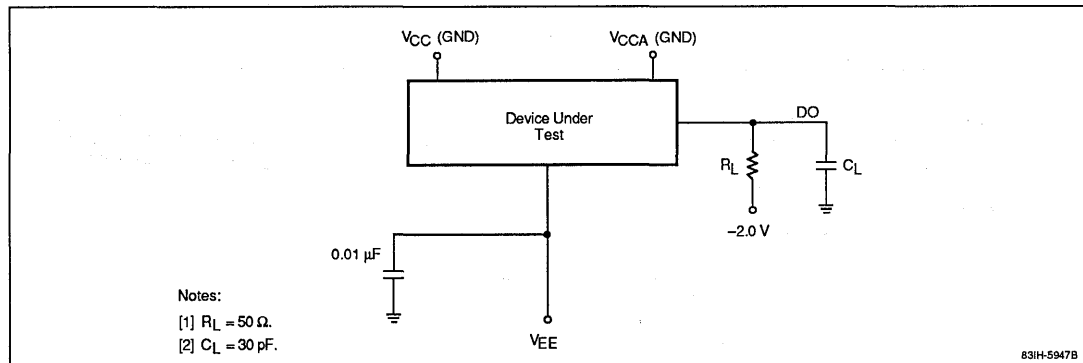 VCC (GND)
VCCA (GND)
Device Under
Test
DO
RL
CL
–2.0 V
0.01 µF
VEE
Notes:
[1] RL = 50 Ω.
[2] CL = 30 pF.
83IH-5947B